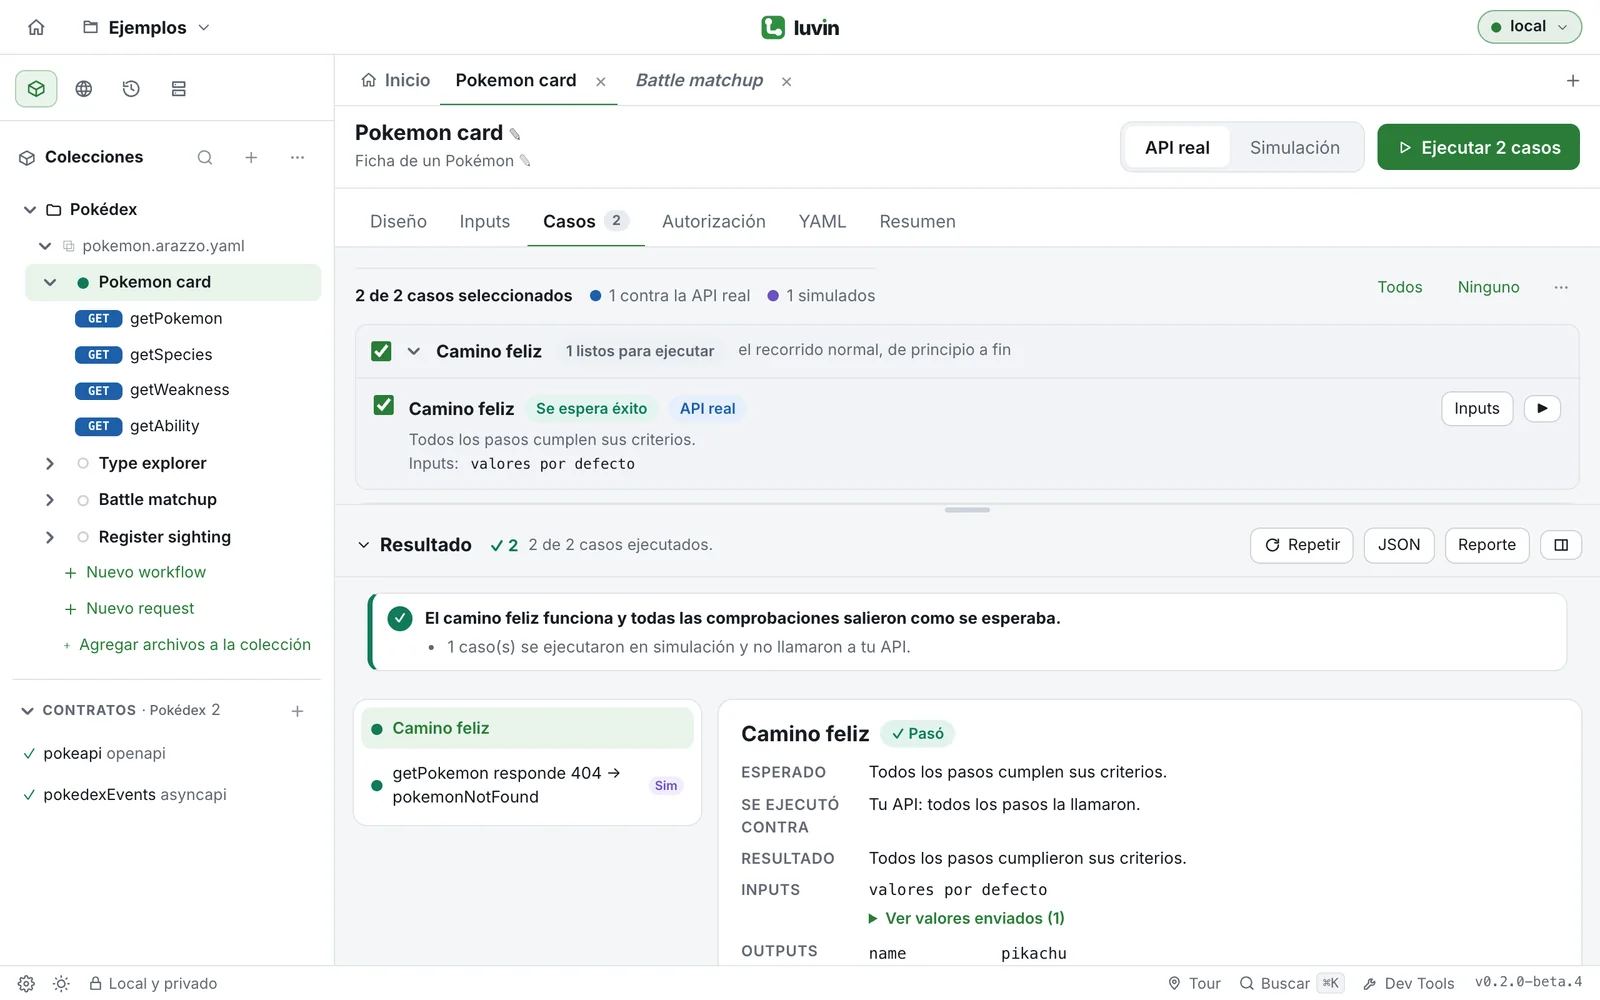 Ejemplos
luvin
local
Inicio
Pokemon card
Battle matchup
Colecciones
Pokédex
pokemon.arazzo.yaml
Pokemon card
GET getPokemon
GET getSpecies
GET getWeakness
GET getAbility
Type explorer
Battle matchup
Register sighting
+ Nuevo workflow
+ Nuevo request
+ Agregar archivos a la colección
CONTRATOS · Pokédex 2
pokeapi openapi
pokedexEvents asyncapi
Pokemon card
Ficha de un Pokémon
API real
Simulación
Ejecutar 2 casos
Diseño
Inputs
Casos 2
Autorización
YAML
Resumen
2 de 2 casos seleccionados
1 contra la API real
1 simulados
Todos
Ninguno
Camino feliz
1 listos para ejecutar
el recorrido normal, de principio a fin
Camino feliz
Se espera éxito
API real
Inputs
Todos los pasos cumplen sus criterios.
Inputs: valores por defecto
Resultado
✓ 2
2 de 2 casos ejecutados.
Repetir
JSON
Reporte
El camino feliz funciona y todas las comprobaciones salieron como se esperaba.
• 1 caso(s) se ejecutaron en simulación y no llamaron a tu API.
Camino feliz
getPokemon responde 404 →
pokemonNotFound
Sim
Camino feliz
✓ Pasó
ESPERADO
Todos los pasos cumplen sus criterios.
SE EJECUTÓ
CONTRA
Tu API: todos los pasos la llamaron.
RESULTADO
Todos los pasos cumplieron sus criterios.
INPUTS
valores por defecto
Ver valores enviados (1)
OUTPUTS
name pikachu
Local y privado
Tour
Buscar ⌘K
Dev Tools
v0.2.0-beta.4